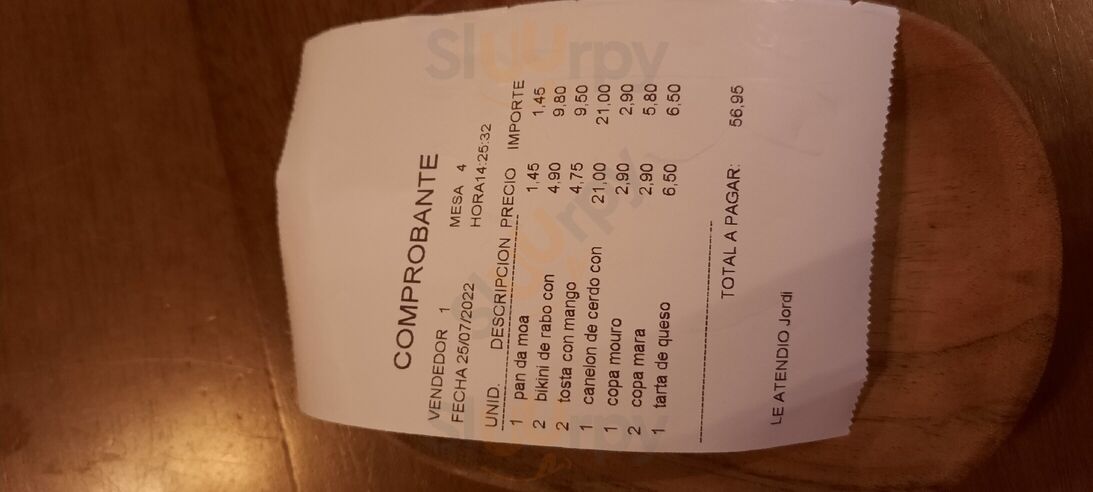 COMPROBANTE
VENDEDOR 1 MESA 4
FECHA 25/07/2022 HORA14:25:32
UNID. DESCRIPCION PRECIO IMPORTE
1 pan da moa 1,45 1,45
2 bikini de rabo con 4,90 9,80
2 tosta con mango 4,75 9,50
1 canelon de cerdo con 21,00 21,00
1 copa mouro 2,90 2,90
2 copa mara 2,90 5,80
1 tarta de queso 6,50 6,50
TOTAL A PAGAR: 56,95
LE ATENDIO Jordi
Sluurpy
Sluurpy
Sluurpy
Sluurpy